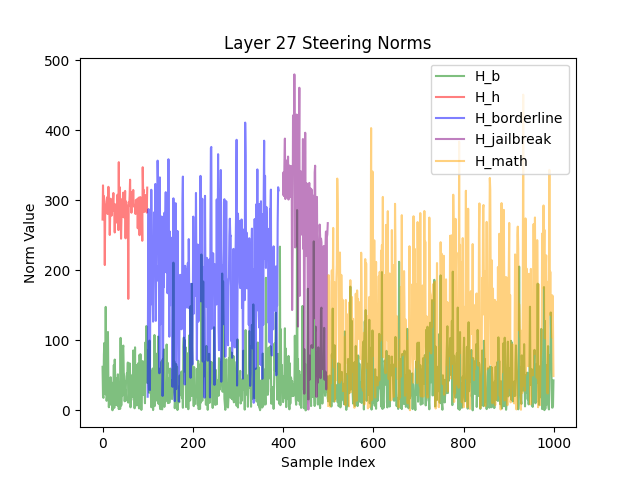 Layer 27 Steering Norms
500
400
300
200
100
0
Norm Value
H_b
H_h
H_borderline
H_jailbreak
H_math
0
200
400
600
800
1000
Sample Index